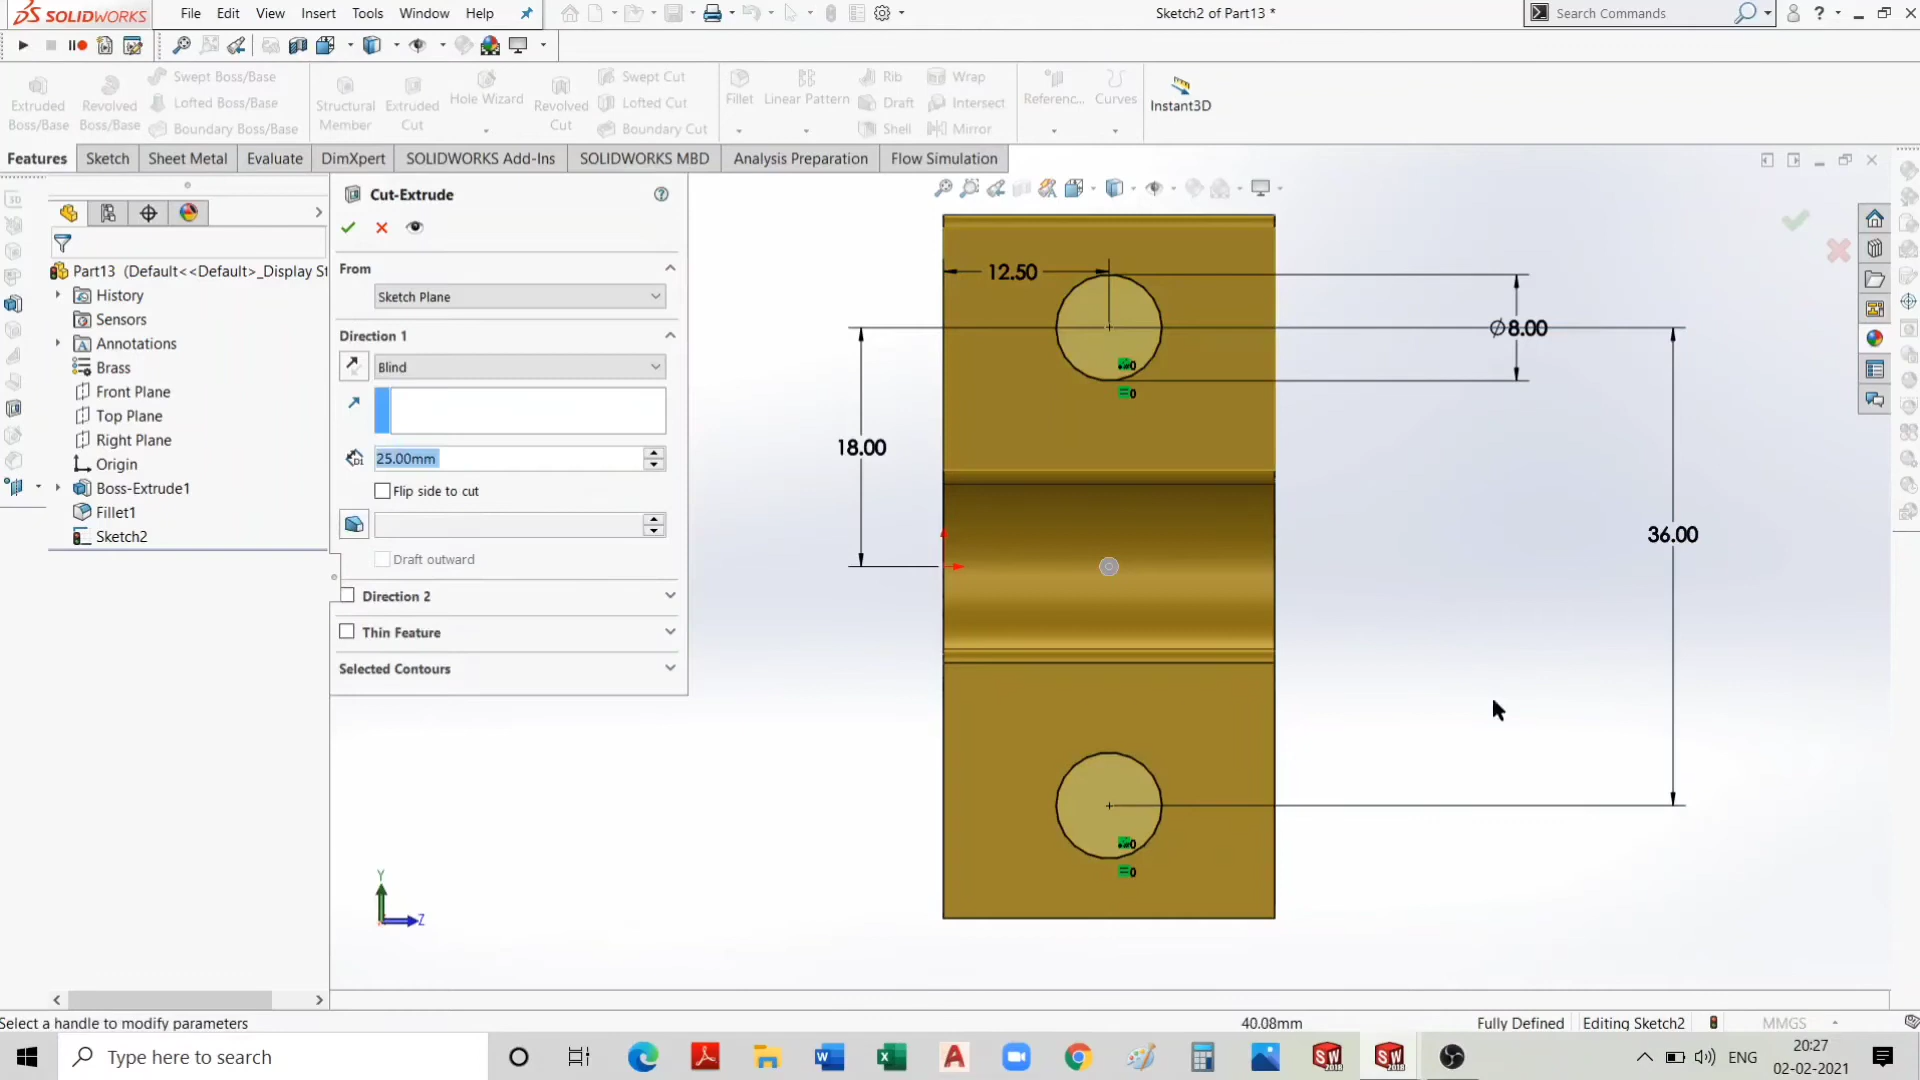 SOLIDWORKS File Edit View Insert Tools Window Help Sketch2 of Part13 * Search Commands
Extruded Boss/Base
Revolved Boss/Base
Swept Boss/Base
Lofted Boss/Base
Boundary Boss/Base
Structural Member
Extruded Cut
Hole Wizard
Revolved Cut
Swept Cut
Lofted Cut
Boundary Cut
Fillet
Linear Pattern
Rib
Draft
Shell
Wrap
Intersect
Mirror
Referenc...
Curves
Instant3D
Features Sketch Sheet Metal Evaluate DimXpert SOLIDWORKS Add-Ins SOLIDWORKS MBD Analysis Preparation Flow Simulation
Part13 (Default<<Default>_Display St
History
Sensors
Annotations
Brass
Front Plane
Top Plane
Right Plane
Origin
Boss-Extrude1
Fillet1
Sketch2
Cut-Extrude
From
Sketch Plane
Direction 1
Blind
25.00mm
Flip side to cut
Draft outward
Direction 2
Thin Feature
Selected Contours
12.50
∅8.00
18.00
36.00
Y
Z
Select a handle to modify parameters 40.08mm Fully Defined Editing Sketch2 MMGS
Type here to search
ENG
20:27
02-02-2021